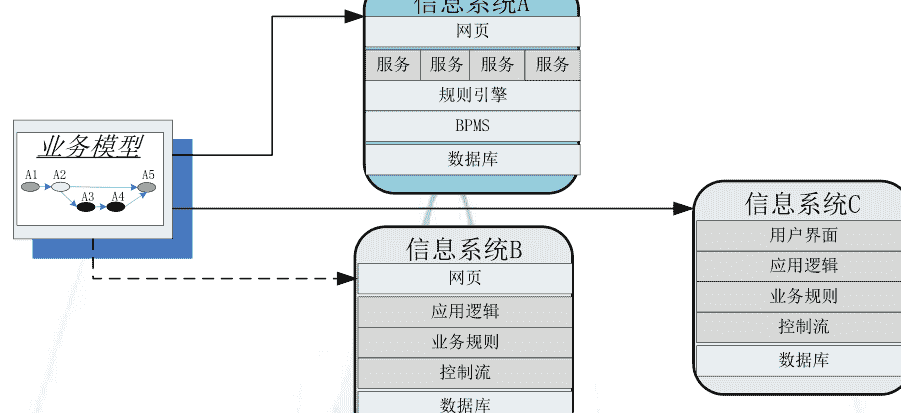 信息系统A
网页
服务 服务 服务 服务
规则引擎
BPMS
数据库
业务模型
A1 A2 A5
A3 A4
信息系统B
网页
应用逻辑
业务规则
控制流
数据库
信息系统C
用户界面
应用逻辑
业务规则
控制流
数据库